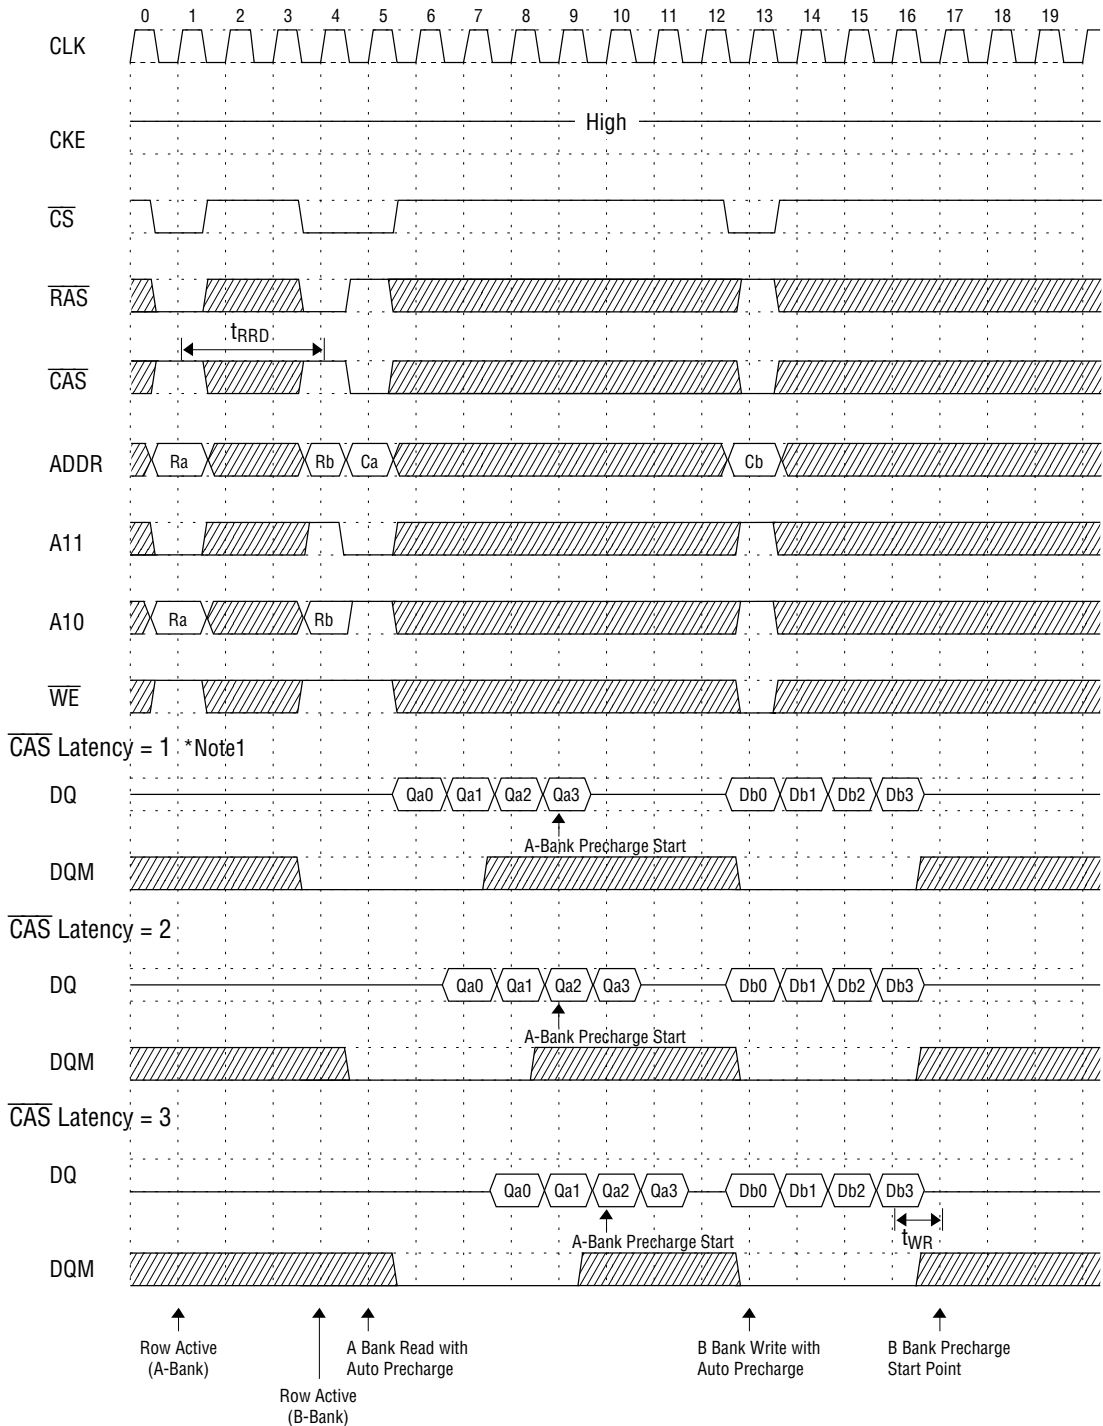 0 1 2 3 4 5 6 7 8 9 10 11 12 13 14 15 16 17 18 19
CLK
High
CKE
CS
RAS
tRRD
CAS
ADDR Ra Rb Ca Cb
A11
A10 Ra Rb
WE
CAS Latency = 1 *Note1
DQ Qa0 Qa1 Qa2 Qa3 Db0 Db1 Db2 Db3
A-Bank Precharge Start
DQM
CAS Latency = 2
DQ Qa0 Qa1 Qa2 Qa3 Db0 Db1 Db2 Db3
A-Bank Precharge Start
DQM
CAS Latency = 3
DQ Qa0 Qa1 Qa2 Qa3 Db0 Db1 Db2 Db3
A-Bank Precharge Start
tWR
DQM
Row Active
(A-Bank)
Row Active
(B-Bank)
A Bank Read with
Auto Precharge
B Bank Write with
Auto Precharge
B Bank Precharge
Start Point